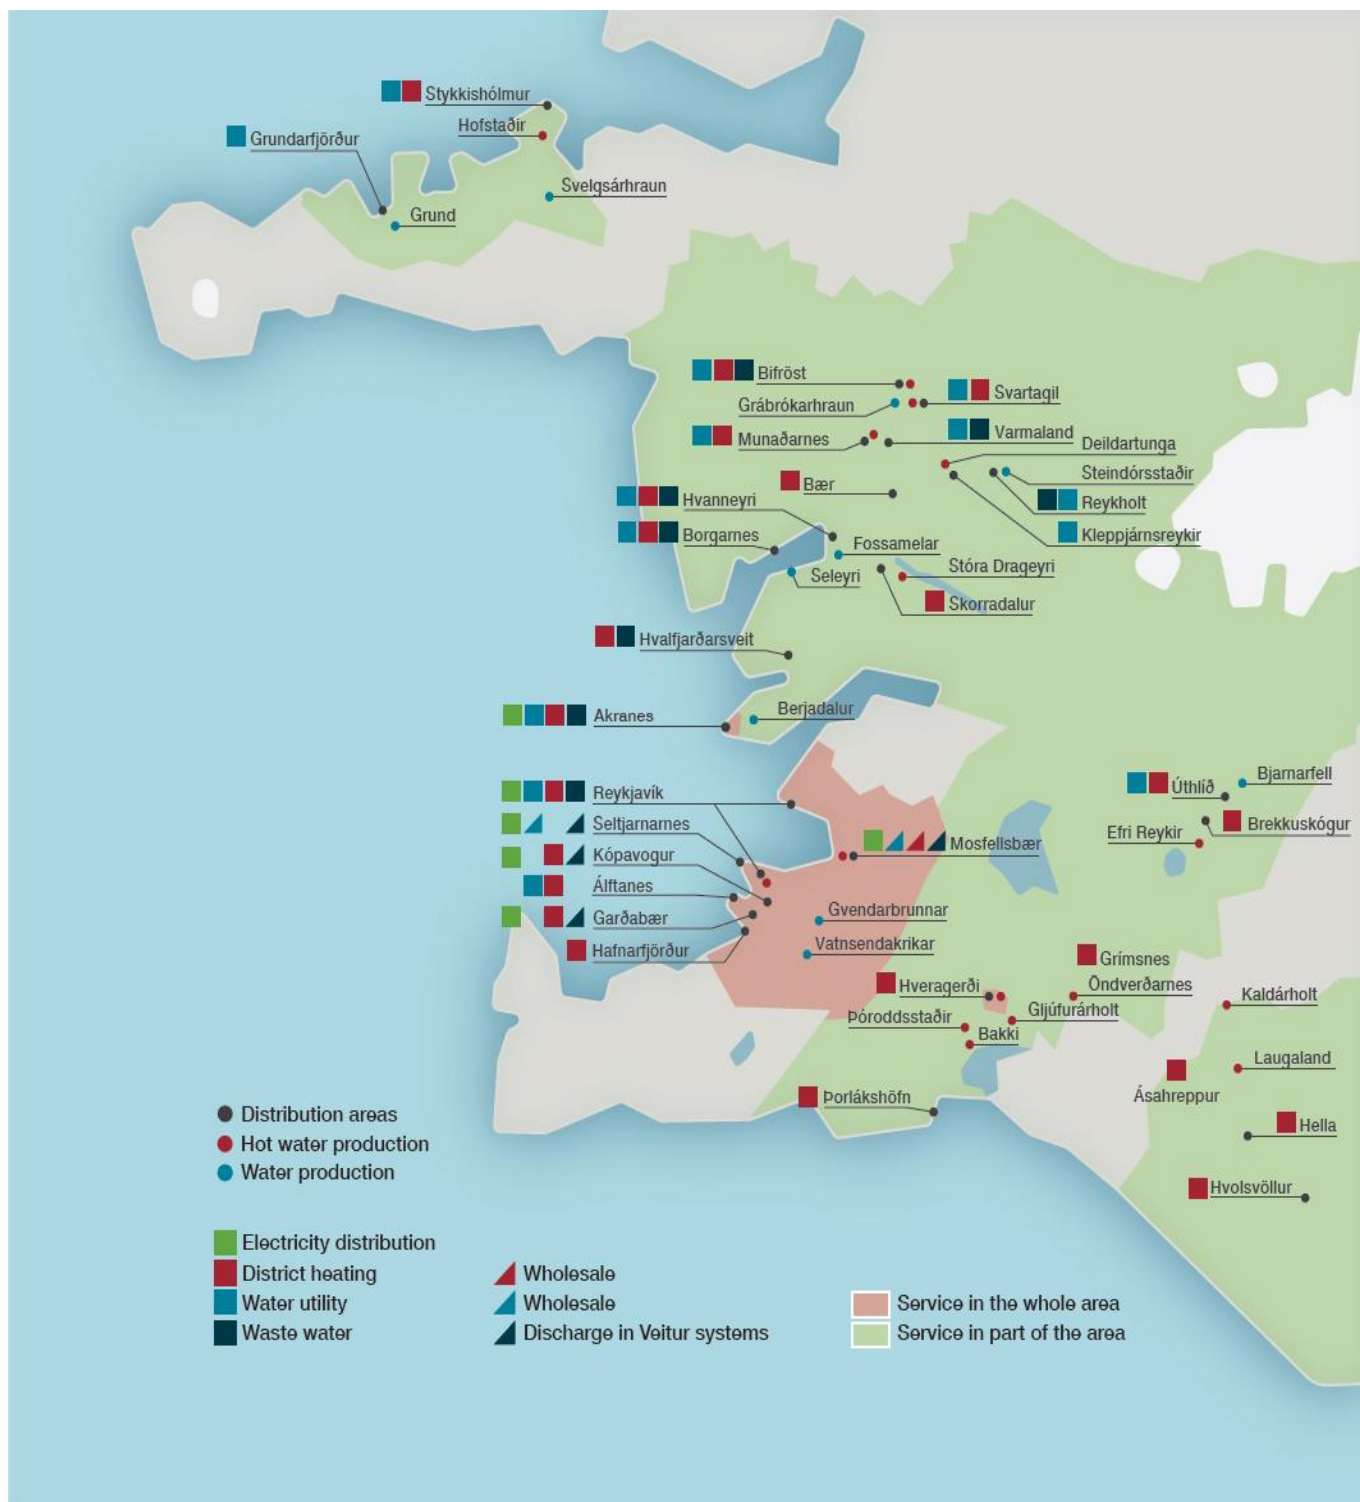 Stykkishólmur
Hofstaðir
Grundarfjörður
Svelgsárhraun
Grund
Bifröst
Svartagil
Grábrókarhraun
Munaðarnes
Varmaland
Deildartunga
Steindórsstaðir
Bær
Reykholt
Hvanneyri
Kleppjárnsreykir
Borgarnes
Fossamelar
Stóra Drageyri
Seleyri
Skorradalur
Hvalfjarðarsveit
Akranes
Berjadalur
Bjarnarfell
Úthlíð
Reykjavík
Seltjarnarnes
Brekkuskógur
Efri Reykir
Mosfellsbær
Kópavogur
Álftanes
Garðabær
Gvendarbrunnar
Hafnarfjörður
Vatnsendakrikar
Grímsnes
Hveragerði
Öndverðarnes
Kaldárholt
Gljúfurárholt
Þóroddsstaðir
Bakki
Laugaland
Ásahreppur
Þorlákshöfn
Hella
Hvolsvöllur
Distribution areas
Hot water production
Water production
Electricity distribution
District heating
Water utility
Waste water
Wholesale
Wholesale
Discharge in Veitur systems
Service in the whole area
Service in part of the area